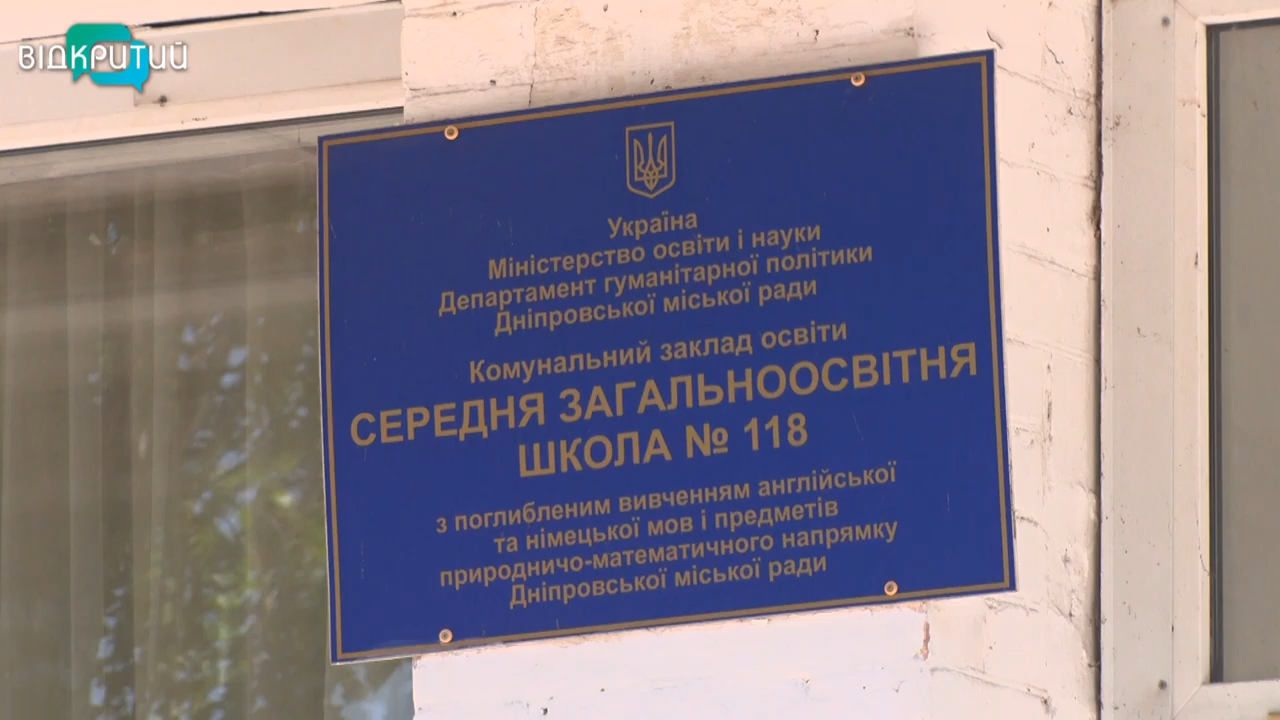 ВІДКРИТИЙ
Україна
Міністерство освіти і науки
Департамент гуманітарної політики
Дніпровської міської ради
Комунальний заклад освіти
СЕРЕДНЯ ЗАГАЛЬНООСВІТНЯ
ШКОЛА № 118
з поглибленим вивченням англійської
та німецької мов і предметів
природничо-математичного напрямку
Дніпровської міської ради